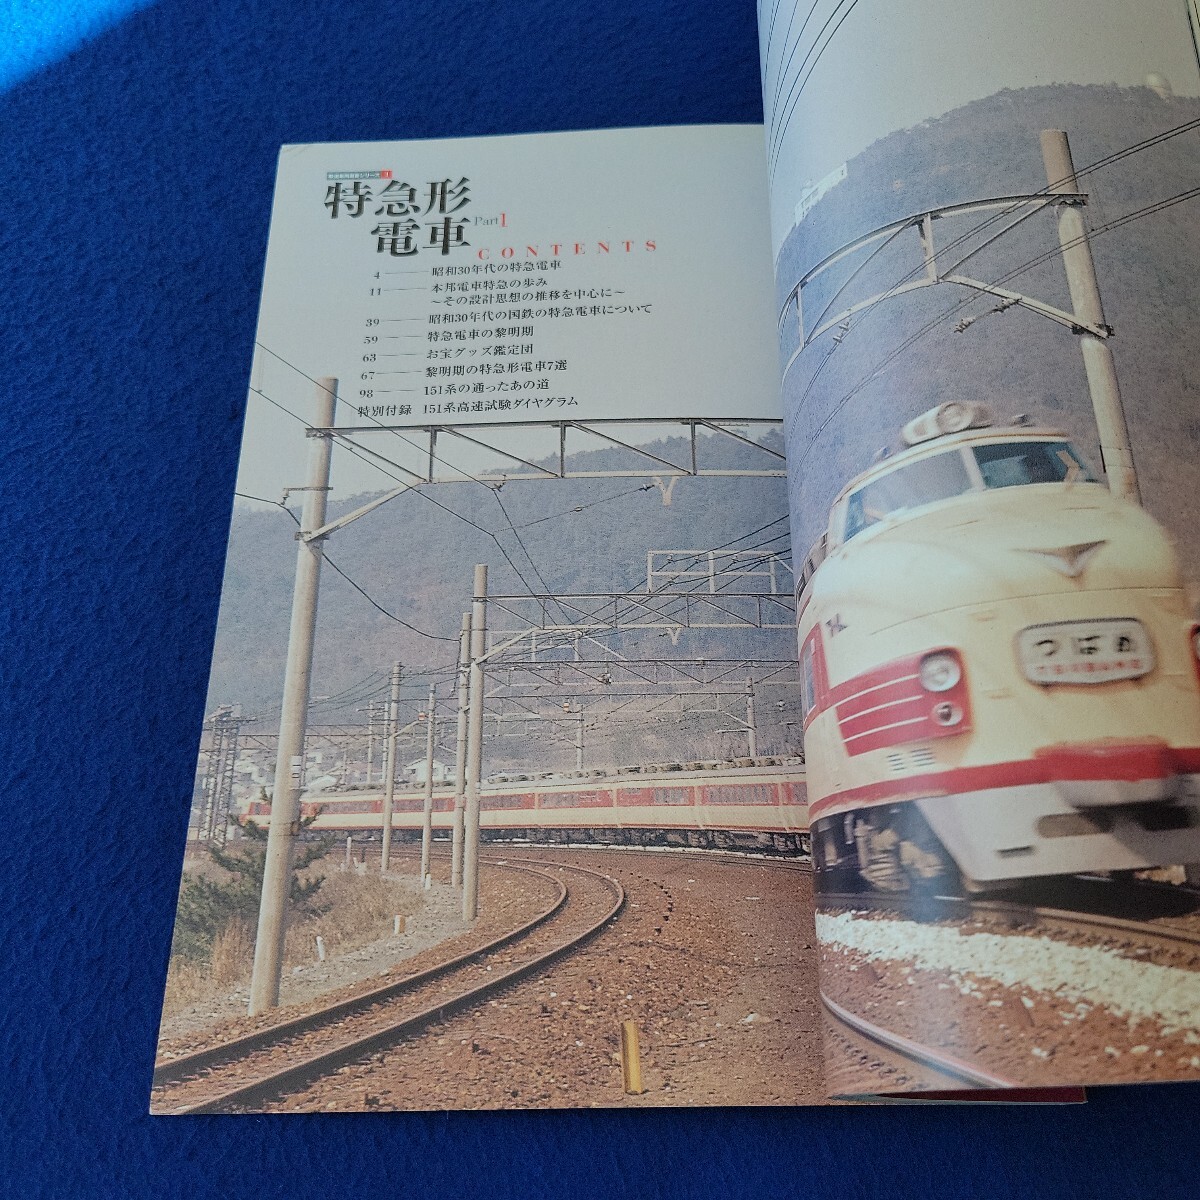 特急形
電車 Part1
CONTENTS
4 昭和30年代の特急電車
11 本邦電車特急の歩み
～その設計思想の推移を中心に～
39 昭和30年代の国鉄の特急電車について
59 特急電車の黎明期
63 お宝グッズ鑑定団
67 黎明期の特急形電車7選
98 151系の通ったあの道
特別付録 151系高速試験ダイヤグラム
つばめ
TSUBAME